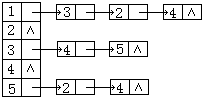 1 3 2 4 ∧
2 ∧
3 4 5 ∧
4 ∧
5 2 4 ∧